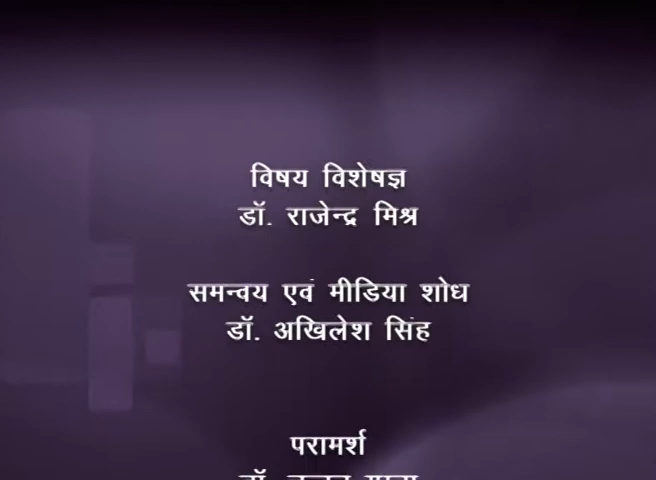 विषय विशेषज्ञ
डॉ. राजेन्द्र मिश्र
समन्वय एवं मीडिया शोध
डॉ. अखिलेश सिंह
परामर्श
डॉ.